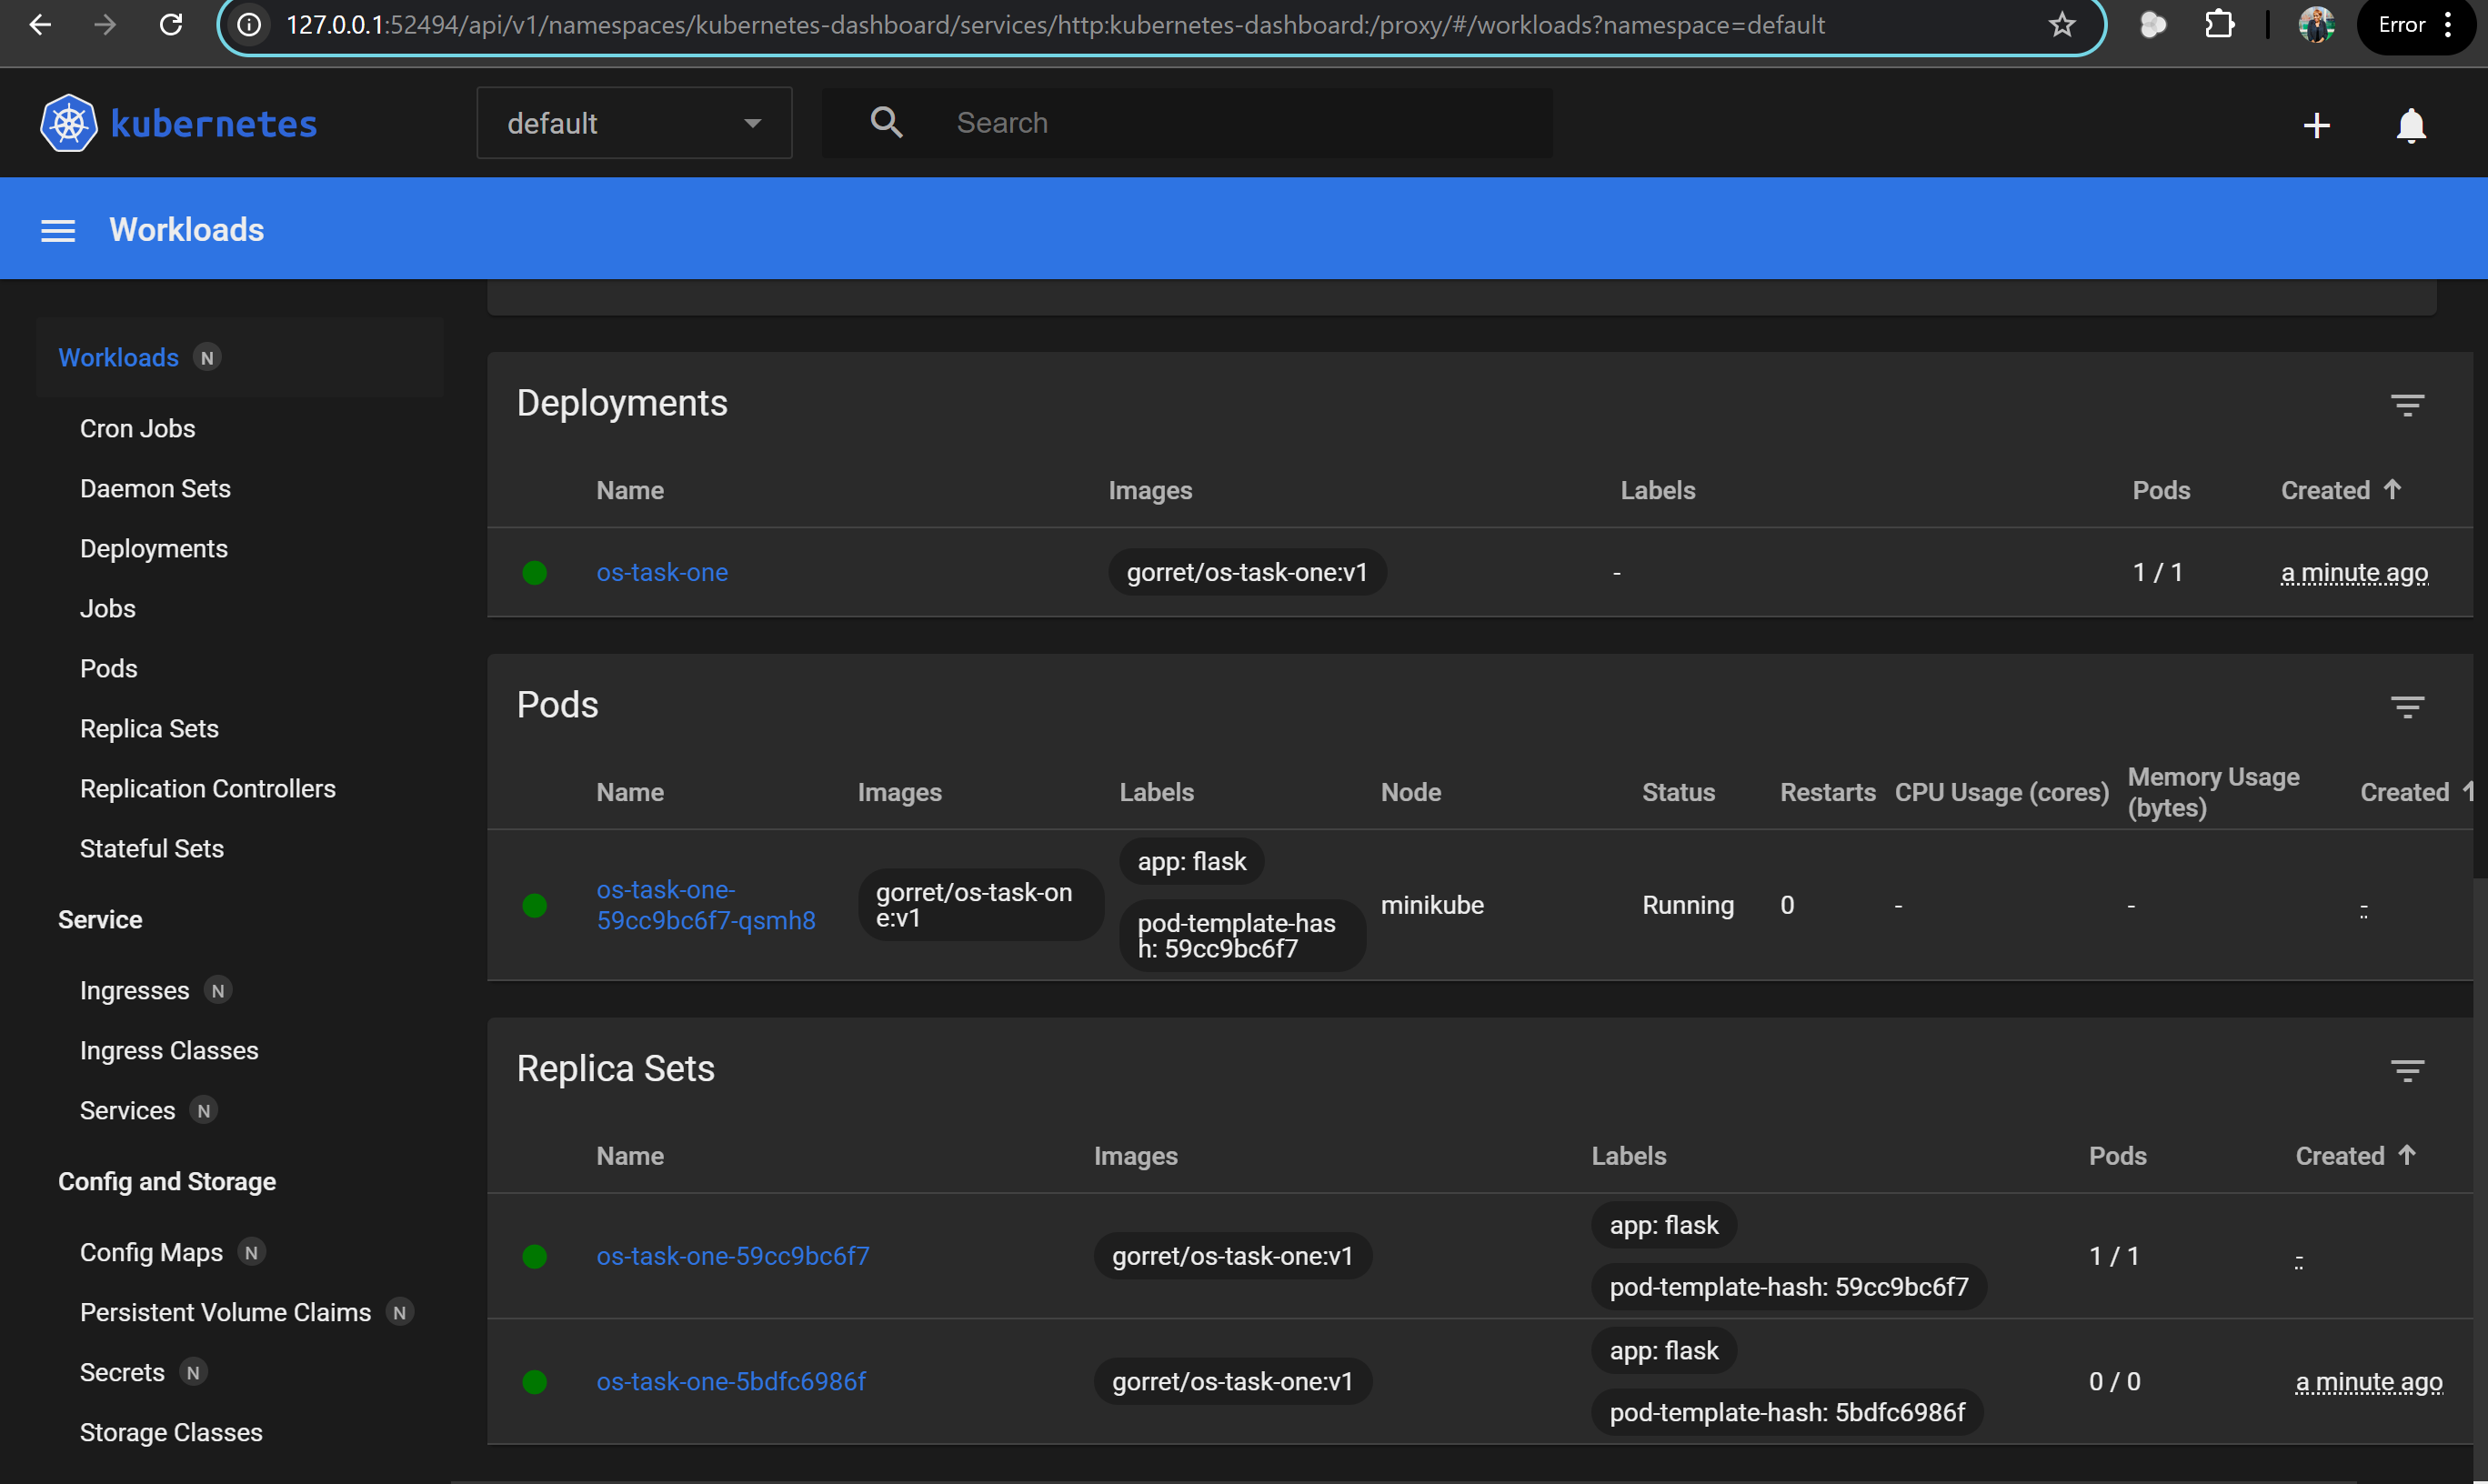 127.0.0.1:52494/api/v1/namespaces/kubernetes-dashboard/services/http:kubernetes-dashboard:/proxy/#/workloads?namespace=default
Error
kubernetes
default
Search
Workloads
Workloads N
Cron Jobs
Daemon Sets
Deployments
Jobs
Pods
Replica Sets
Replication Controllers
Stateful Sets
Service
Ingresses N
Ingress Classes
Services N
Config and Storage
Config Maps N
Persistent Volume Claims N
Secrets N
Storage Classes
Deployments
Name Images Labels Pods Created
os-task-one gorret/os-task-one:v1 - 1 / 1 a minute ago
Pods
Name Images Labels Node Status Restarts CPU Usage (cores) Memory Usage
(bytes) Created
os-task-one-
59cc9bc6f7-qsmh8
gorret/os-task-on
e:v1
app: flask
pod-template-has
h: 59cc9bc6f7
minikube Running 0 - - -
Replica Sets
Name Images Labels Pods Created
os-task-one-59cc9bc6f7 gorret/os-task-one:v1
app: flask
pod-template-hash: 59cc9bc6f7
1 / 1 -
os-task-one-5bdfc6986f gorret/os-task-one:v1
app: flask
pod-template-hash: 5bdfc6986f
0 / 0 a minute ago